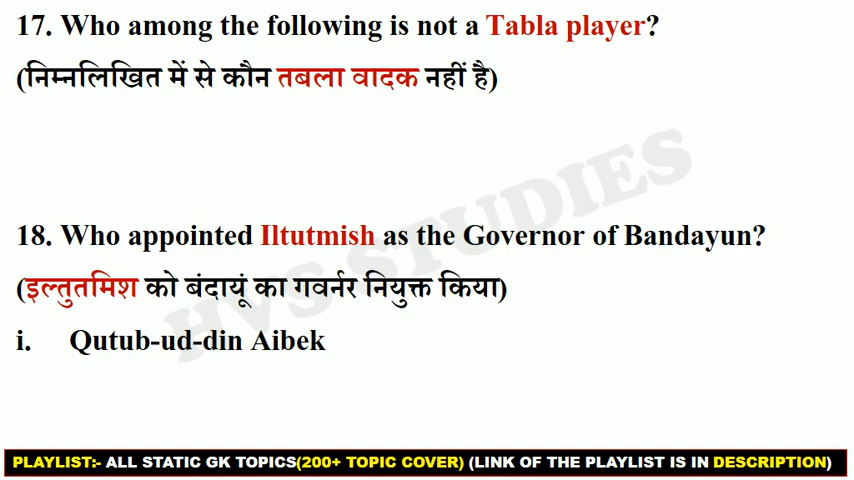 17. Who among the following is not a Tabla player?
(निम्नलिखित में से कौन तबला वादक नहीं है)
HVS STUDIES
18. Who appointed Iltutmish as the Governor of Bandayun?
(इल्तुतमिश को बंदायूं का गवर्नर नियुक्त किया)
i. Qutub-ud-din Aibek
PLAYLIST:- ALL STATIC GK TOPICS(200+ TOPIC COVER) (LINK OF THE PLAYLIST IS IN DESCRIPTION)